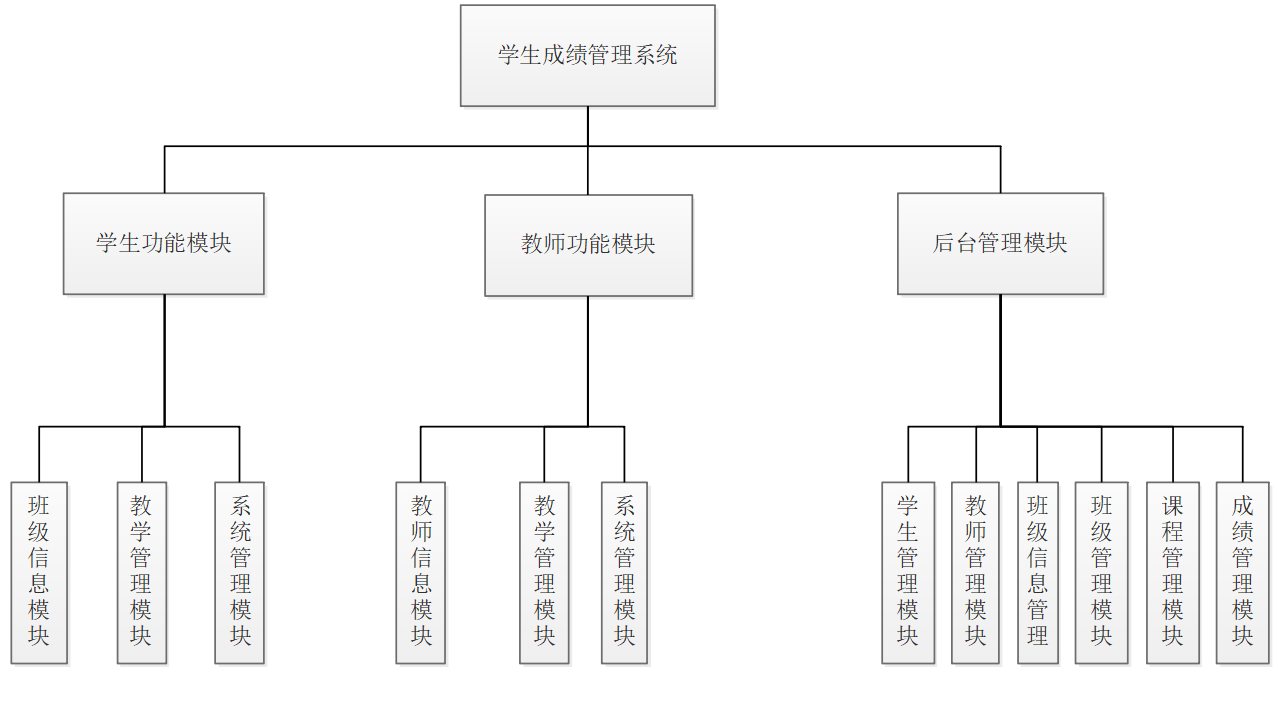 学生成绩管理系统
学生功能模块
教师功能模块
后台管理模块
班级信息模块
教学管理模块
系统管理模块
教师信息模块
教学管理模块
系统管理模块
学生管理模块
教师管理模块
班级信息管理
班级管理模块
课程管理模块
成绩管理模块